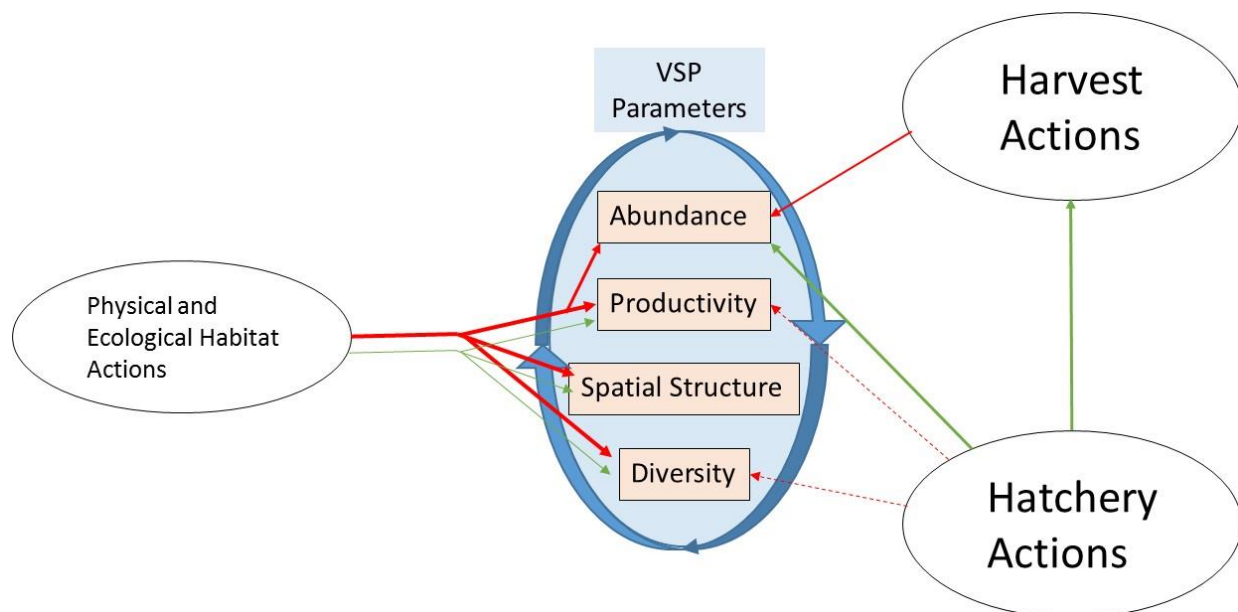 VSP
Parameters
Harvest
Actions
Abundance
Productivity
Physical and
Ecological Habitat
Actions
Spatial Structure
Diversity
Hatchery
Actions